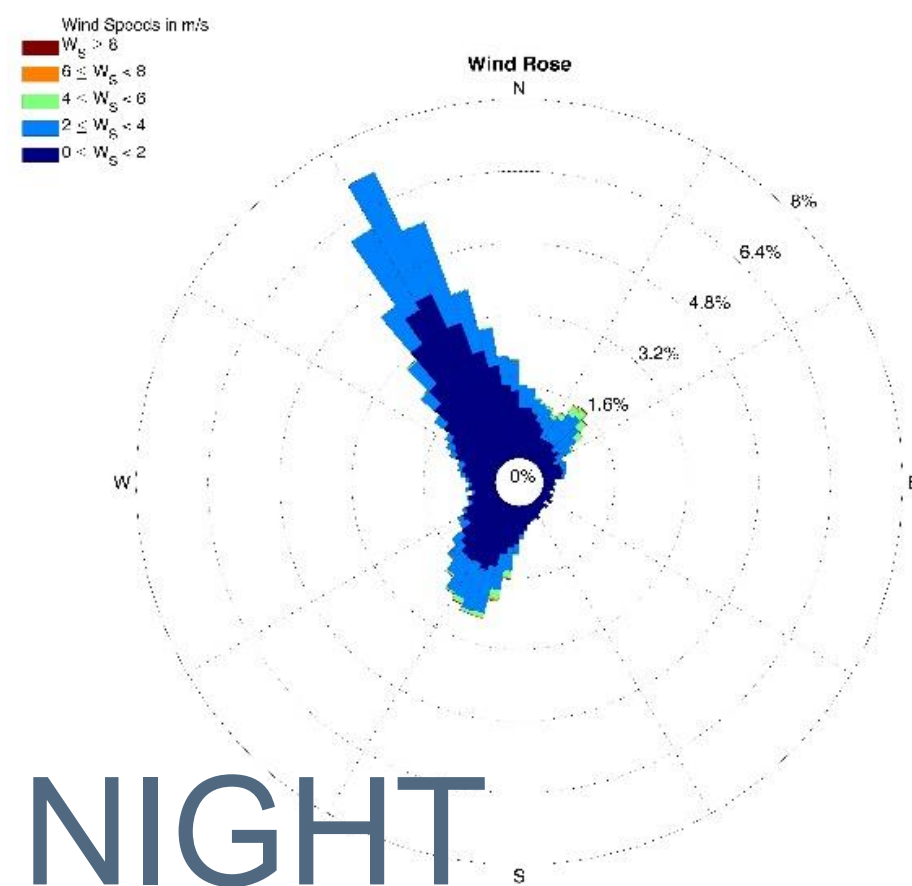 Wind Speeds in m/s
W_S > 8
6 ≤ W_S < 8
4 < W_S < 6
2 ≤ W_S < 4
0 < W_S < 2
Wind Rose
N
8%
6.4%
4.8%
3.2%
1.6%
0%
W
E
S
NIGHT